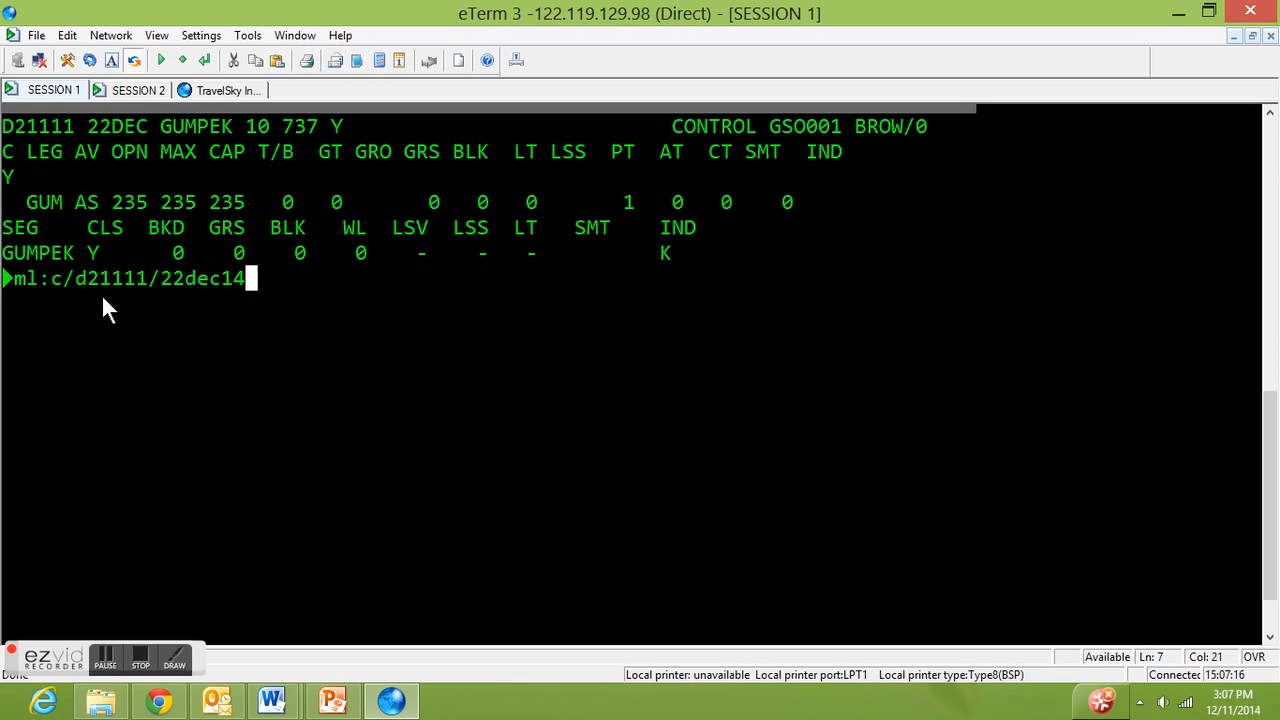 eTerm 3 -122.119.129.98 (Direct) - [SESSION 1]
File Edit Network View Settings Tools Window Help
SESSION 1 SESSION 2 TravelSky In...
D21111 22DEC GUMPEK 10 737 Y CONTROL GSO001 BROW/0
C LEG AV OPN MAX CAP T/B GT GRO GRS BLK LT LSS PT AT CT SMT IND
Y
GUM AS 235 235 235 0 0 0 0 0 1 0 0 0
SEG CLS BKD GRS BLK WL LSV LSS LT SMT IND
GUMPEK Y 0 0 0 0 - - - K
ml:c/d21111/22dec14
ezvid
RECORDER
PAUSE STOP DRAW
Available Ln: 7 Col: 21 OVR
Done Local printer: unavailable Local printer port:LPT1 Local printer type:Type8(BSP) Connected 15:07:16
3:07 PM
12/11/2014